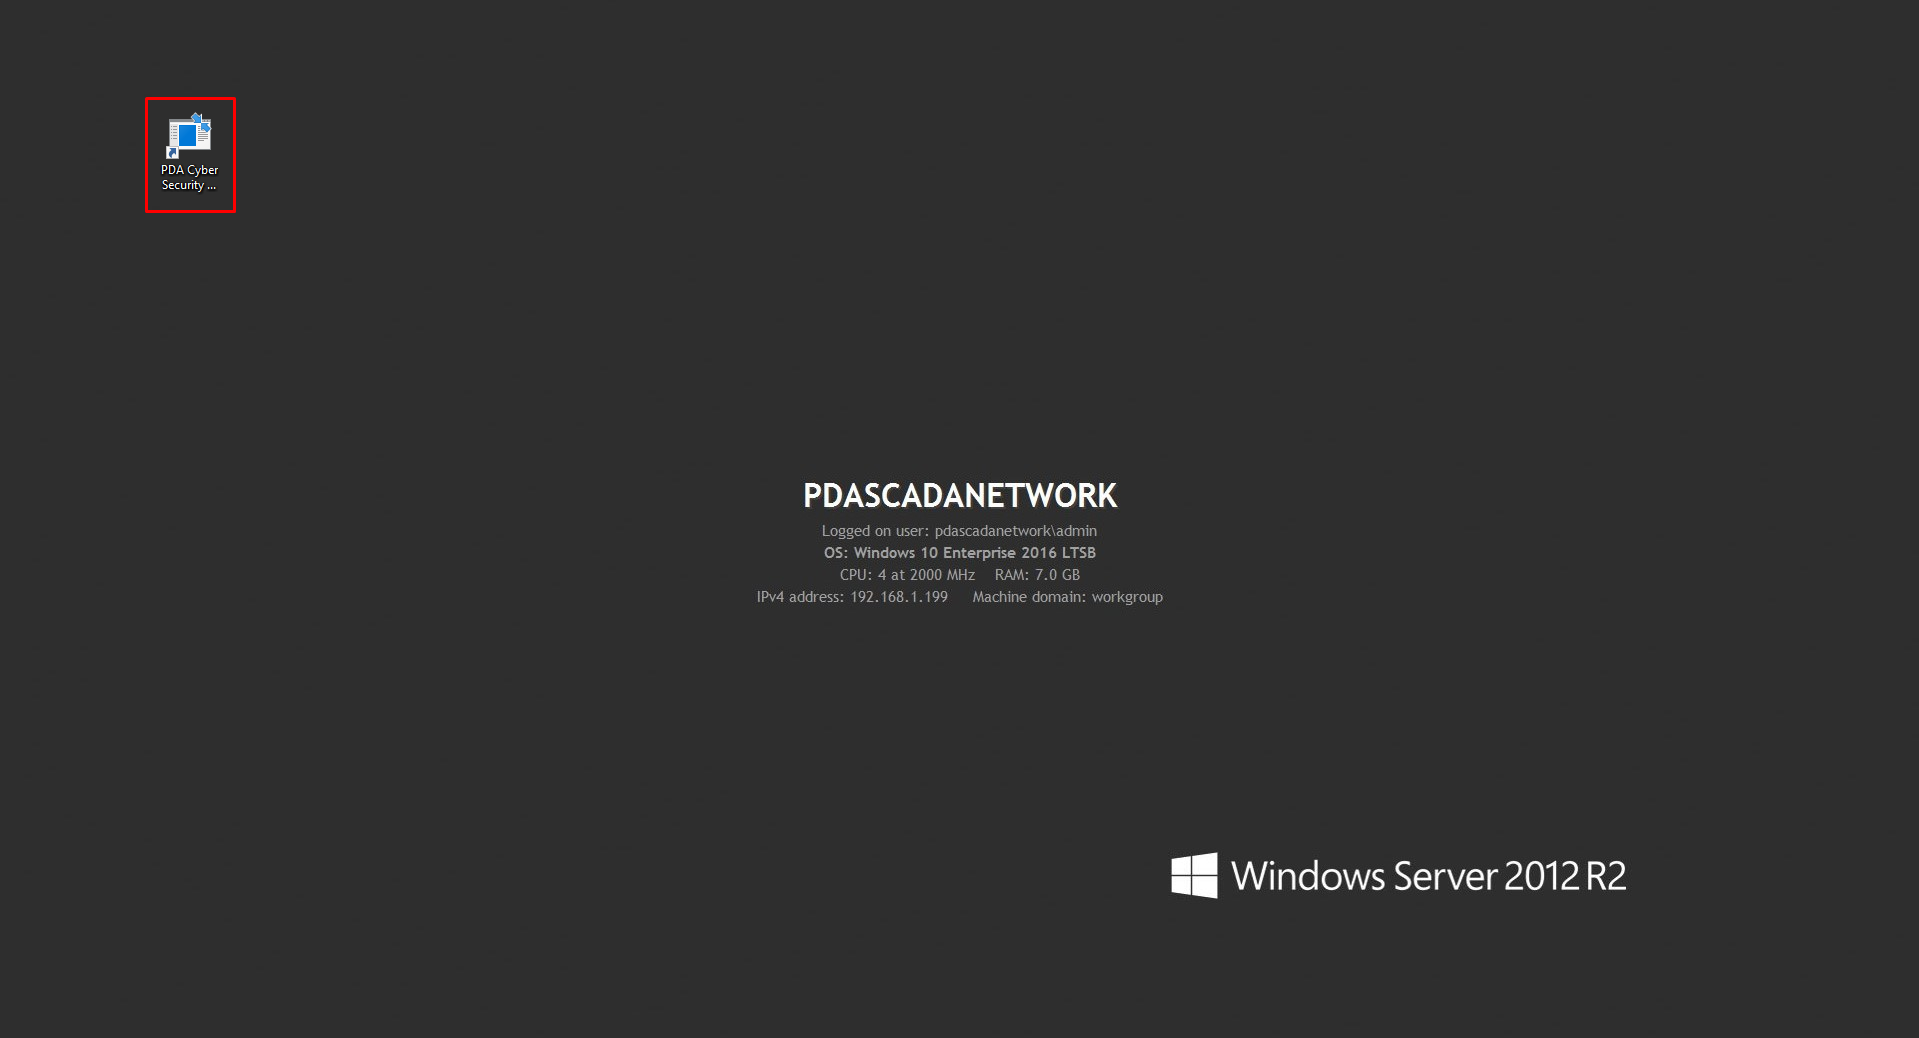 PDA Cyber
Security ...
PDASCADANETWORK
Logged on user: pdascadanetwork\admin
OS: Windows 10 Enterprise 2016 LTSB
CPU: 4 at 2000 MHz RAM: 7.0 GB
IPv4 address: 192.168.1.199 Machine domain: workgroup
Windows Server 2012 R2